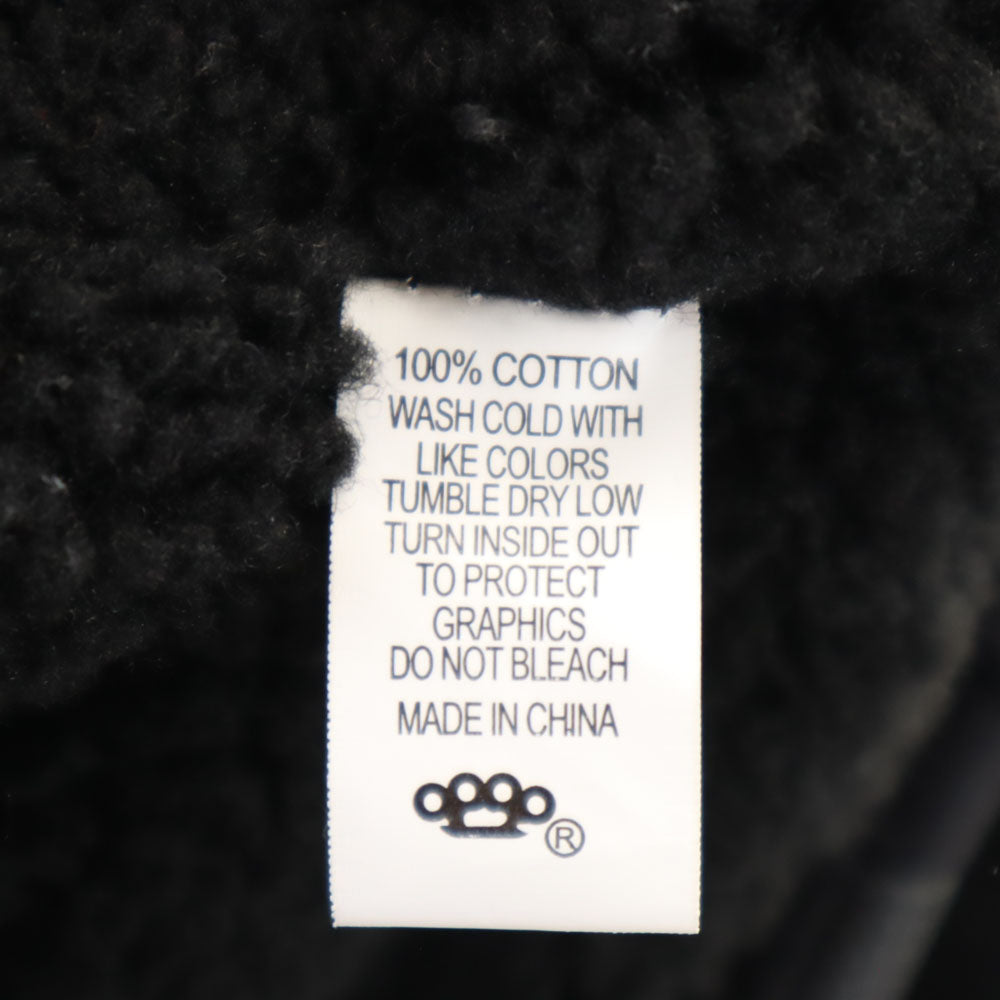 100% COTTON
WASH COLD WITH
LIKE COLORS
TUMBLE DRY LOW
TURN INSIDE OUT
TO PROTECT
GRAPHICS
DO NOT BLEACH
MADE IN CHINA
®